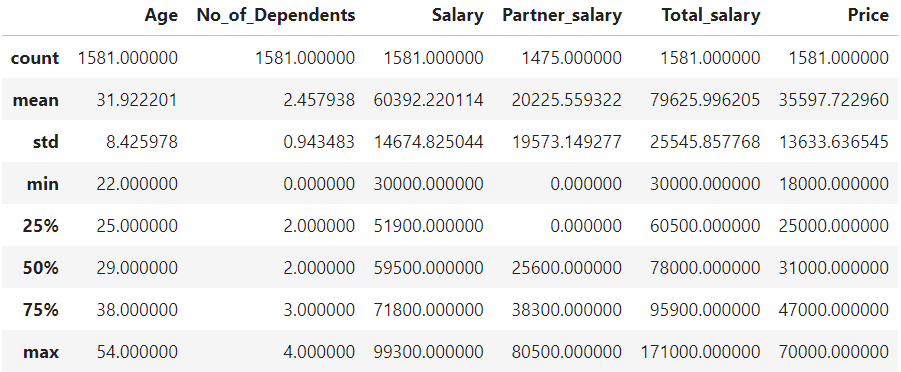 Age No_of_Dependents Salary Partner_salary Total_salary Price
count 1581.000000 1581.000000 1581.000000 1475.000000 1581.000000 1581.000000
mean 31.922201 2.457938 60392.220114 20225.559322 79625.996205 35597.722960
std 8.425978 0.943483 14674.825044 19573.149277 25545.857768 13633.636545
min 22.000000 0.000000 30000.000000 0.000000 30000.000000 18000.000000
25% 25.000000 2.000000 51900.000000 0.000000 60500.000000 25000.000000
50% 29.000000 2.000000 59500.000000 25600.000000 78000.000000 31000.000000
75% 38.000000 3.000000 71800.000000 38300.000000 95900.000000 47000.000000
max 54.000000 4.000000 99300.000000 80500.000000 171000.000000 70000.000000